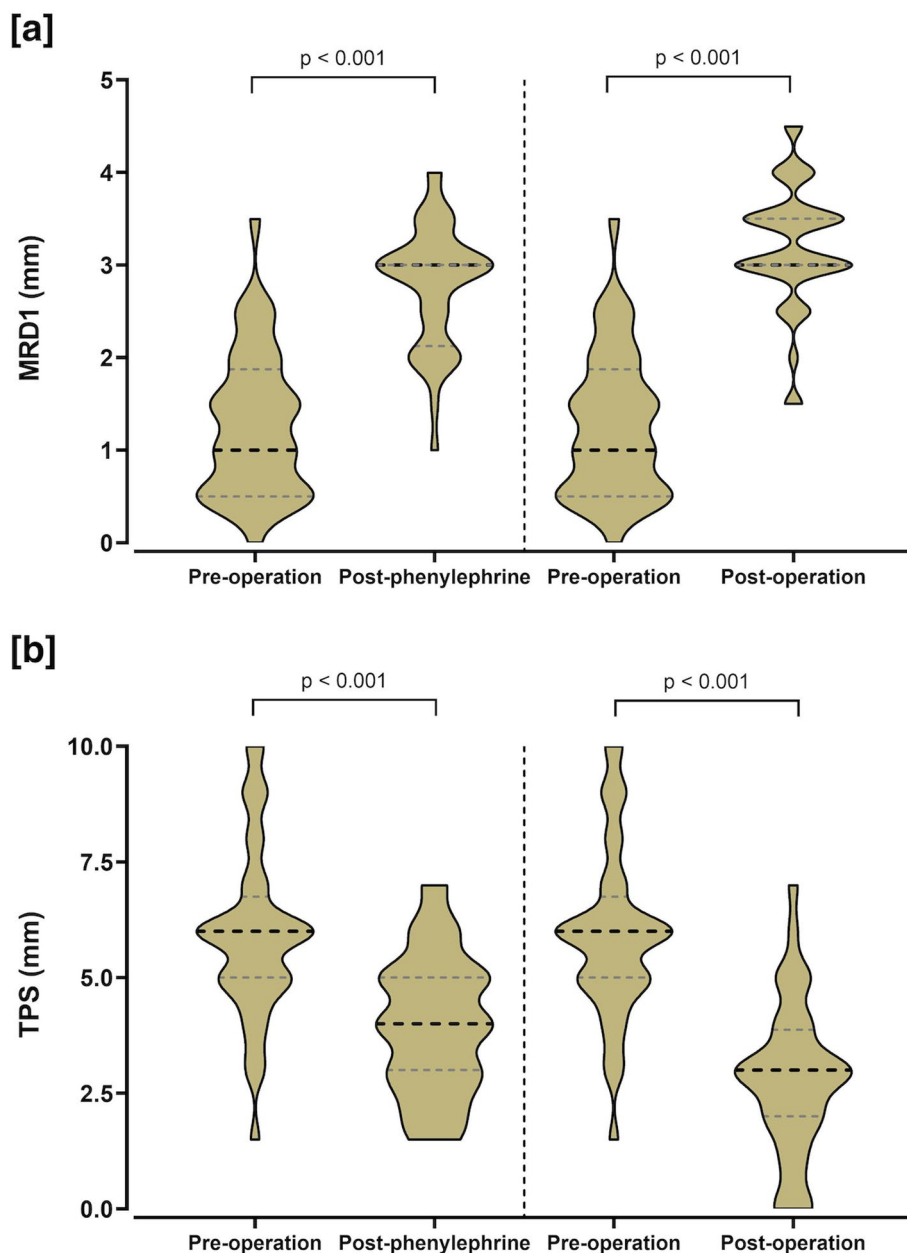 [a]
p < 0.001 p < 0.001
5
4
3
2
1
0
MRD1 (mm)
Pre-operation Post-phenylephrine Pre-operation Post-operation
[b]
p < 0.001 p < 0.001
10.0
7.5
5.0
2.5
0.0
TPS (mm)
Pre-operation Post-phenylephrine Pre-operation Post-operation